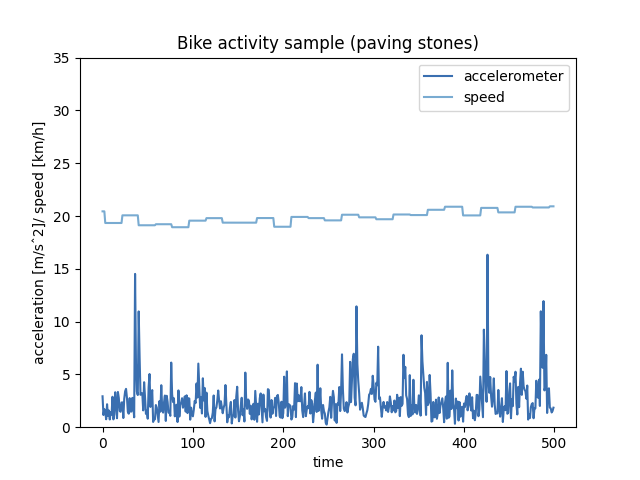 Bike activity sample (paving stones)
35
30
25
20
15
10
5
0
acceleration [m/s^2]/ speed [km/h]
accelerometer
speed
0
100
200
300
400
500
time